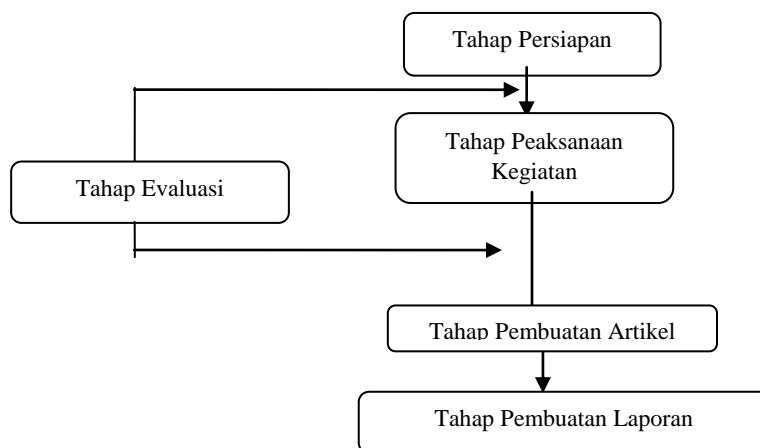 Tahap Persiapan
Tahap Peaksanaan
Kegiatan
Tahap Evaluasi
Tahap Pembuatan Artikel
Tahap Pembuatan Laporan